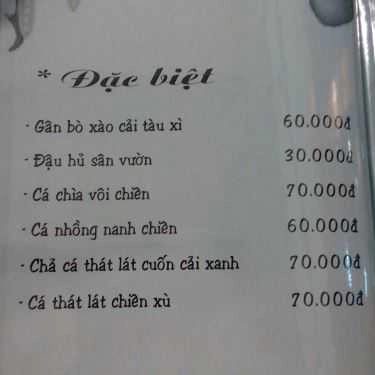 * Đặc biệt
- Gân bò xào cải tàu xì 60.000đ
- Đậu hủ sân vườn 30.000đ
- Cá chìa vôi chiên 70.000đ
- Cá nhồng nanh chiên 60.000đ
- Chả cá thát lát cuốn cải xanh 70.000đ
- Cá thát lát chiên xù 70.000đ